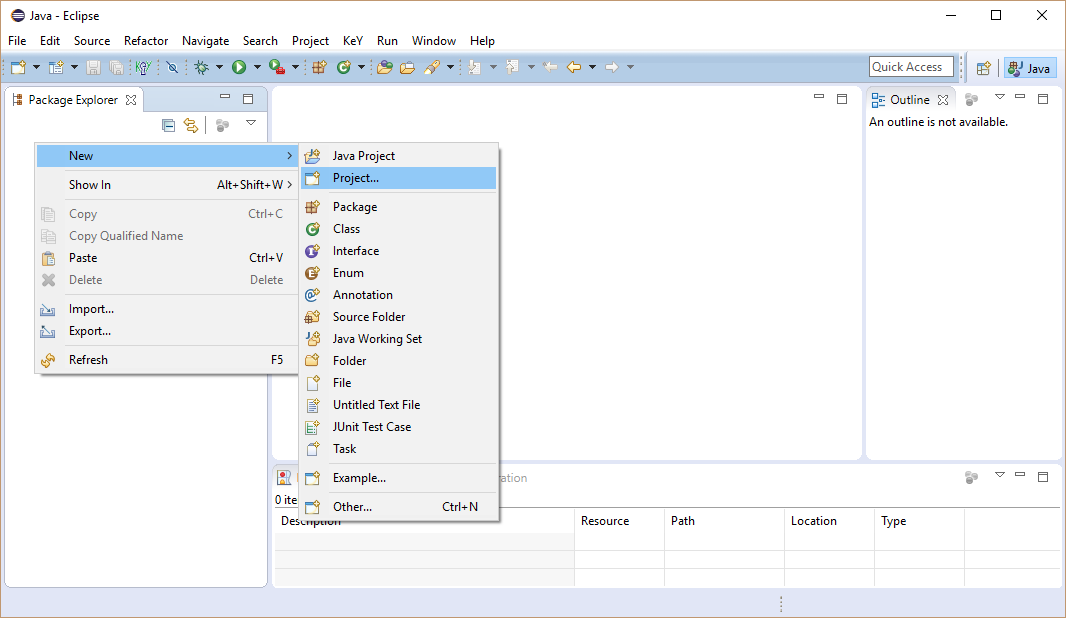 Java - Eclipse
File Edit Source Refactor Navigate Search Project KeY Run Window Help
Quick Access
Java
Package Explorer
Outline
An outline is not available.
New
Show In Alt+Shift+W
Copy Ctrl+C
Copy Qualified Name
Paste Ctrl+V
Delete Delete
Import...
Export...
Refresh F5
Java Project
Project...
Package
Class
Interface
Enum
Annotation
Source Folder
Java Working Set
Folder
File
Untitled Text File
JUnit Test Case
Task
Example...
Other... Ctrl+N
ration
0 ite
Description Resource Path Location Type